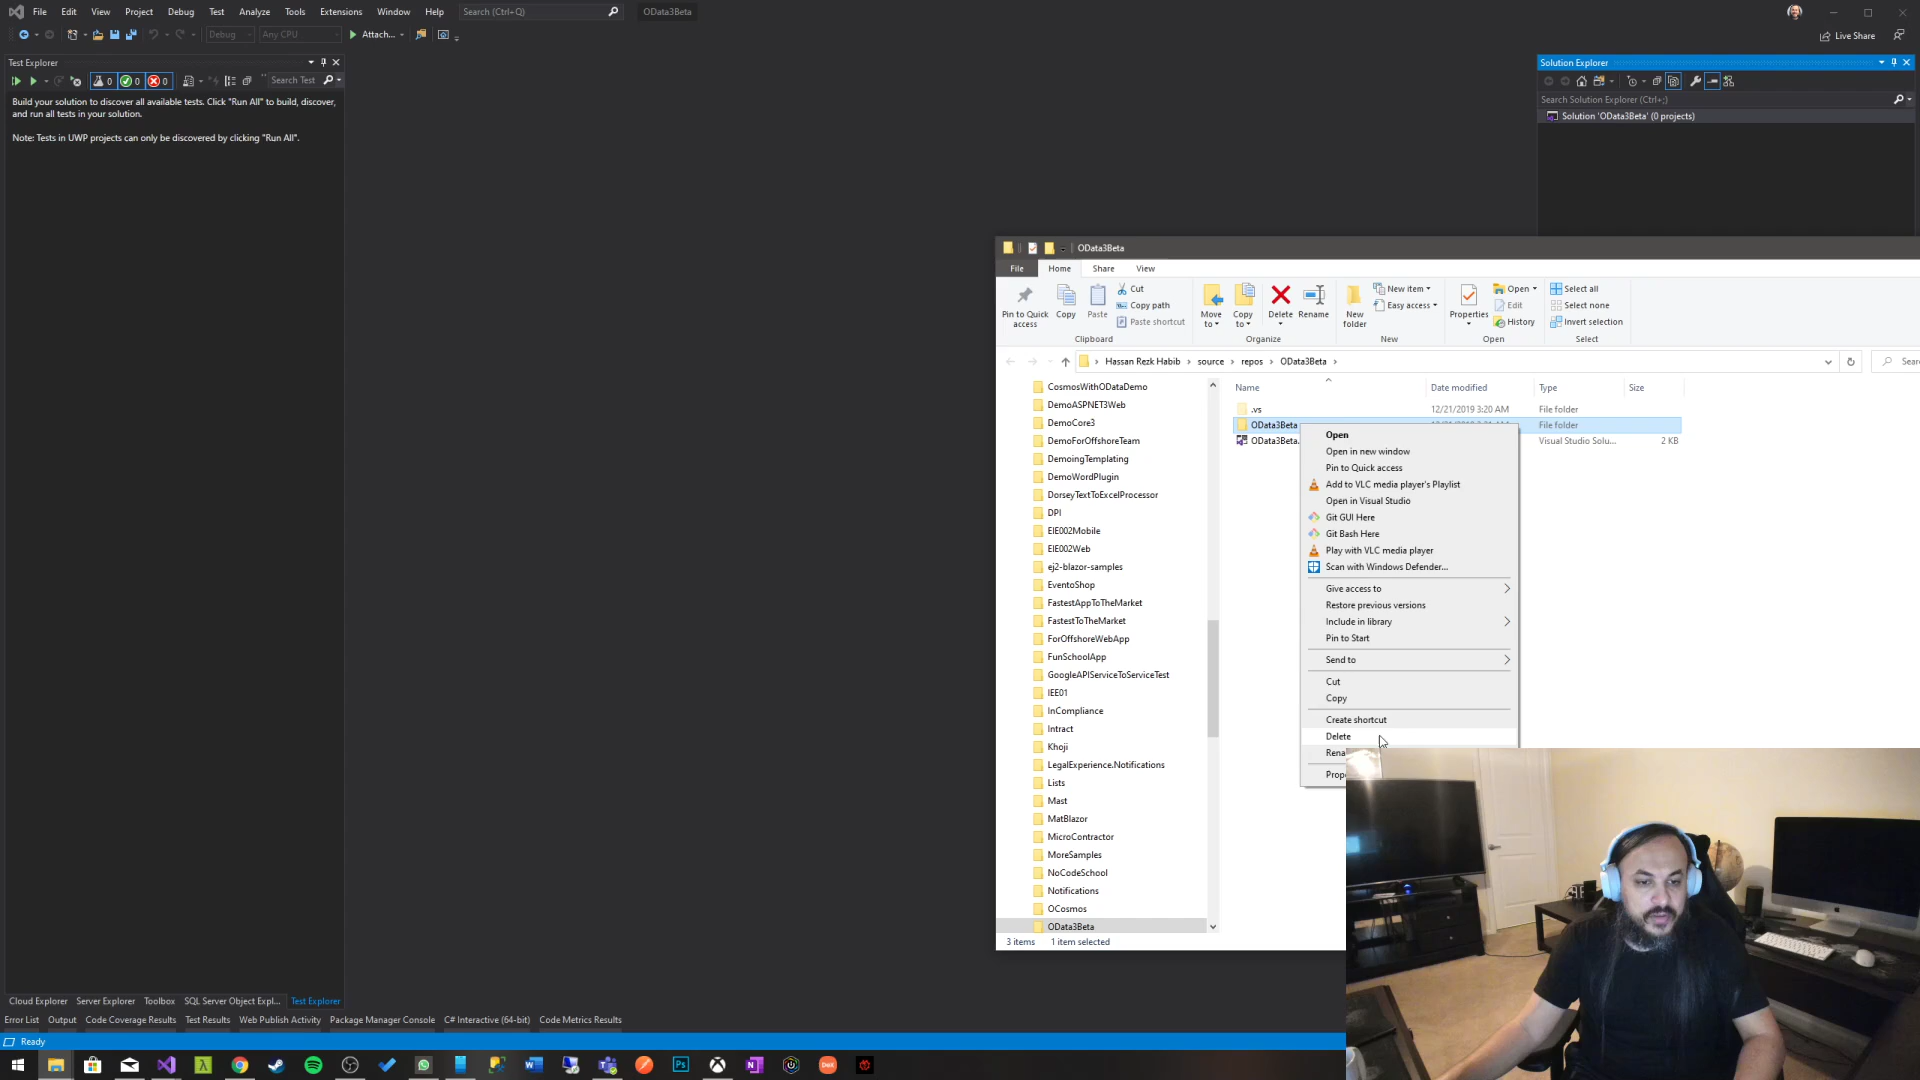 File Edit View Project Debug Test Analyze Tools Extensions Window Help Search (Ctrl+Q) OData3Beta
Debug Any CPU Attach... Live Share
Test Explorer
0 0 0 Search Test
Build your solution to discover all available tests. Click "Run All" to build, discover,
and run all tests in your solution.
Note: Tests in UWP projects can only be discovered by clicking "Run All".
Solution Explorer
Search Solution Explorer (Ctrl+;)
Solution 'OData3Beta' (0 projects)
OData3Beta
File Home Share View
Pin to Quick access
Copy
Paste
Cut
Copy path
Paste shortcut
Clipboard
Move to
Copy to
Delete
Rename
Organize
New folder
New item
Easy access
New
Properties
Open
Edit
History
Open
Select all
Select none
Invert selection
Select
Hassan Rezk Habib source repos OData3Beta
Sear
CosmosWithODataDemo
DemoASPNET3Web
DemoCore3
DemoForOffshoreTeam
DemoingTemplating
DemoWordPlugin
DorseyTextToExcelProcessor
DPI
EIE002Mobile
EIE002Web
ej2-blazor-samples
EventoShop
FastestAppToTheMarket
FastestToTheMarket
ForOffshoreWebApp
FunSchoolApp
GoogleAPIServiceToServiceTest
IEE01
InCompliance
Intract
Khoji
LegalExperience.Notifications
Lists
Mast
MatBlazor
MicroContractor
MoreSamples
NoCodeSchool
Notifications
OCosmos
OData3Beta
Name Date modified Type Size
.vs 12/21/2019 3:20 AM File folder
OData3Beta File folder
OData3Beta. Visual Studio Solu... 2 KB
Open
Open in new window
Pin to Quick access
Add to VLC media player's Playlist
Open in Visual Studio
Git GUI Here
Git Bash Here
Play with VLC media player
Scan with Windows Defender...
Give access to
Restore previous versions
Include in library
Pin to Start
Send to
Cut
Copy
Create shortcut
Delete
Rena
Prop
3 items 1 item selected
Cloud Explorer Server Explorer Toolbox SQL Server Object Expl... Test Explorer
Error List Output Code Coverage Results Test Results Web Publish Activity Package Manager Console C# Interactive (64-bit) Code Metrics Results
Ready